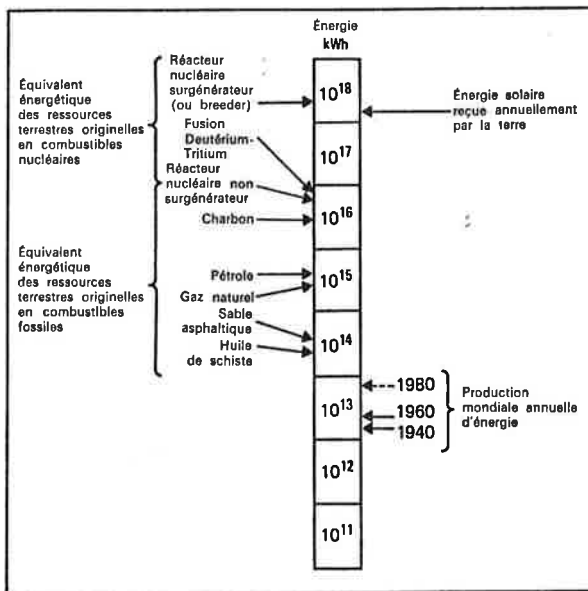 Énergie
kWh
Équivalent
énergétique
des ressources
terrestres originelles
en combustibles
nucléaires
Réacteur
nucléaire
surgénérateur
(ou breeder)
Fusion
Deutérium-
Tritium
Réacteur
nucléaire non
surgénérateur
Charbon
Équivalent
énergétique
des ressources
terrestres originelles
en combustibles
fossiles
Pétrole
Gaz naturel
Sable
asphaltique
Huile
de schiste
10¹⁸
10¹⁷
10¹⁶
10¹⁵
10¹⁴
10¹³
10¹²
10¹¹
Énergie solaire
reçue annuellement
par la terre
1980
1960
1940
Production
mondiale annuelle
d'énergie